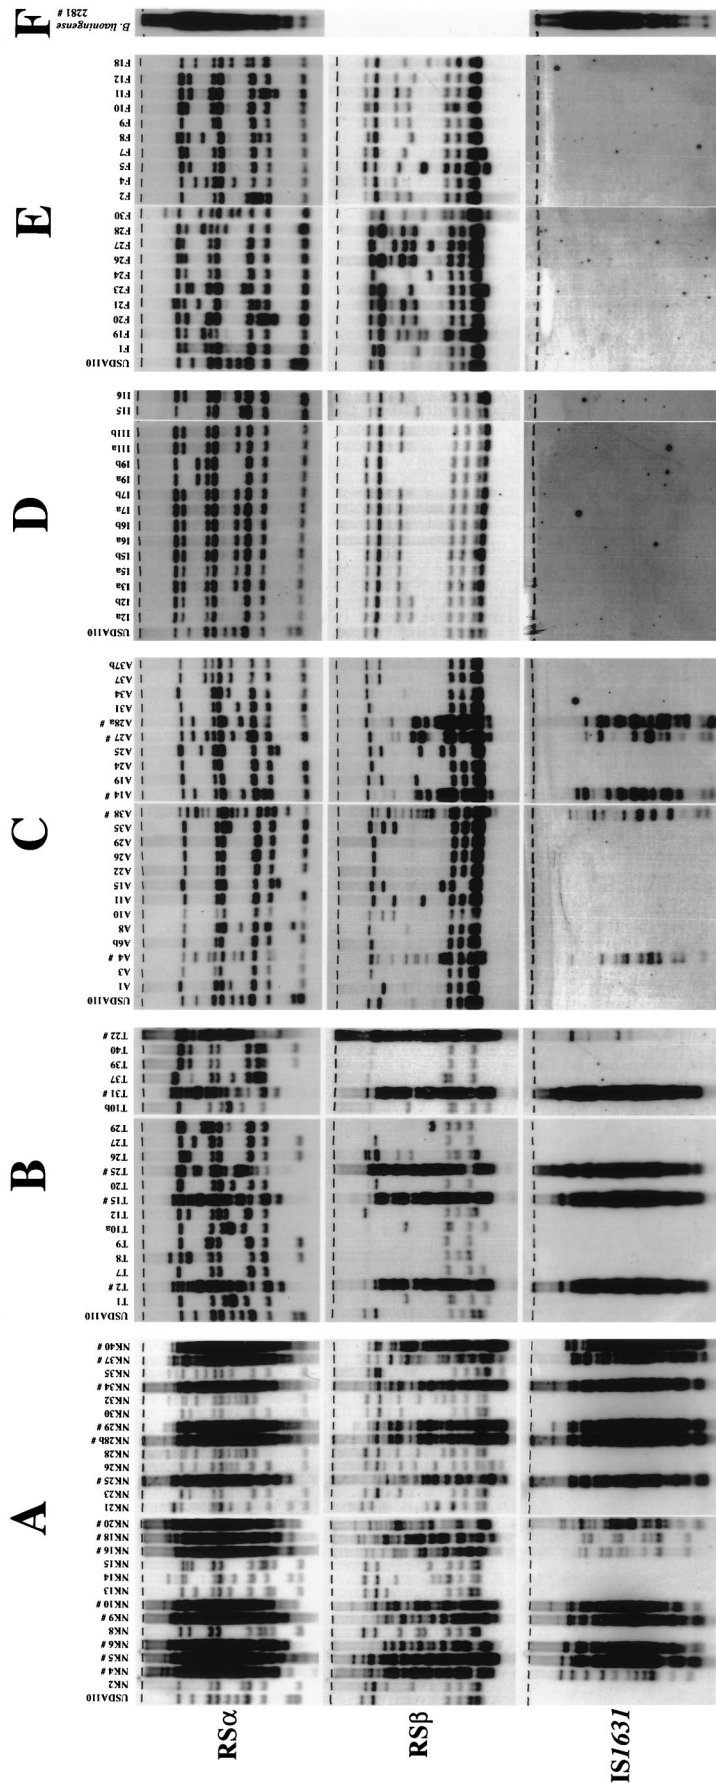 A
B
C
D
E
F
USDA110
NK2
NK4 #
NK5 #
NK6 #
NK8
NK9 #
NK10 #
NK13
NK14
NK15
NK16 #
NK18 #
NK20 #
NK21
NK23
NK25 #
NK26
NK28
NK28b #
NK29 #
NK30
NK32
NK34 #
NK35
NK37 #
NK40 #
USDA110
T1
T2 #
T7
T8
T9
T10a
T12
T15 #
T20
T25 #
T26
T27
T29
T10b
T31 #
T37
T39
T40
T22 #
USDA110
A1
A3
A4 #
A6b
A8
A10
A11
A15
A22
A26
A29
A35
A38 #
A14 #
A19
A24
A25
A27 #
A28a #
A31
A34
A37
A37b
USDA110
I2a
I2b
I3a
I5a
I5b
I6a
I6b
I7a
I7b
I9a
I9b
I11a
I11b
I15
I16
USDA110
F1
F19
F20
F21
F23
F24
F26
F27
F28
F30
F2
F4
F5
F7
F8
F9
F10
F11
F12
F18
B. liaoningense
2281 #
RSα
RSβ
IS1631